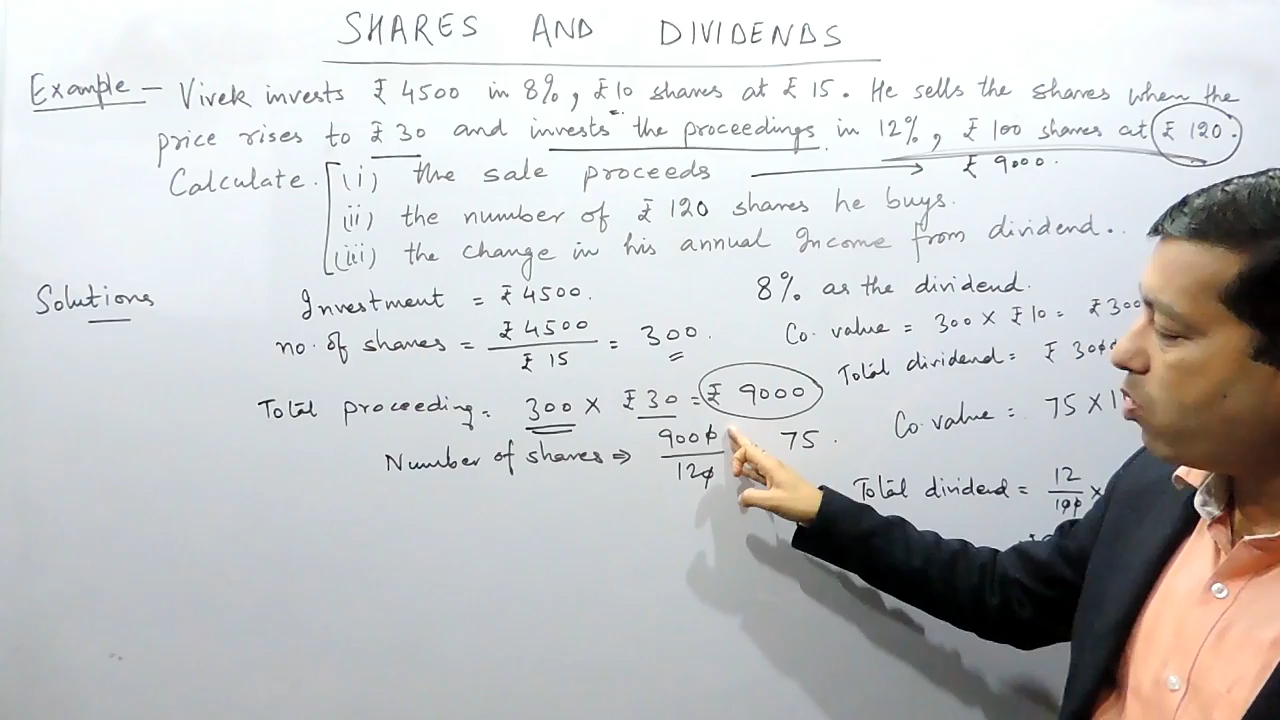 SHARES AND DIVIDENDS
Example - Vivek invests ₹ 4500 in 8%, ₹10 shares at ₹ 15. He sells the shares when the
price rises to ₹ 30 and invests the proceedings in 12%, ₹ 100 shares at ₹ 120.
Calculate. (i) the sale proceeds → ₹ 9000.
(ii) the number of ₹ 120 shares he buys.
(iii) the change in his annual Income from dividend..
Solutions
Investment = ₹ 4500.
no. of shares = ₹ 4500 / ₹ 15 = 300.
Total proceeding = 300 × ₹ 30 = ₹ 9000
Number of shares ⇒ 9000 / 120 75.
8% as the dividend.
Co. value = 300 × ₹ 10 = ₹ 300
Total dividend = ₹ 300
Co. value = 75 ×
Total dividend = 12 / 100 ×